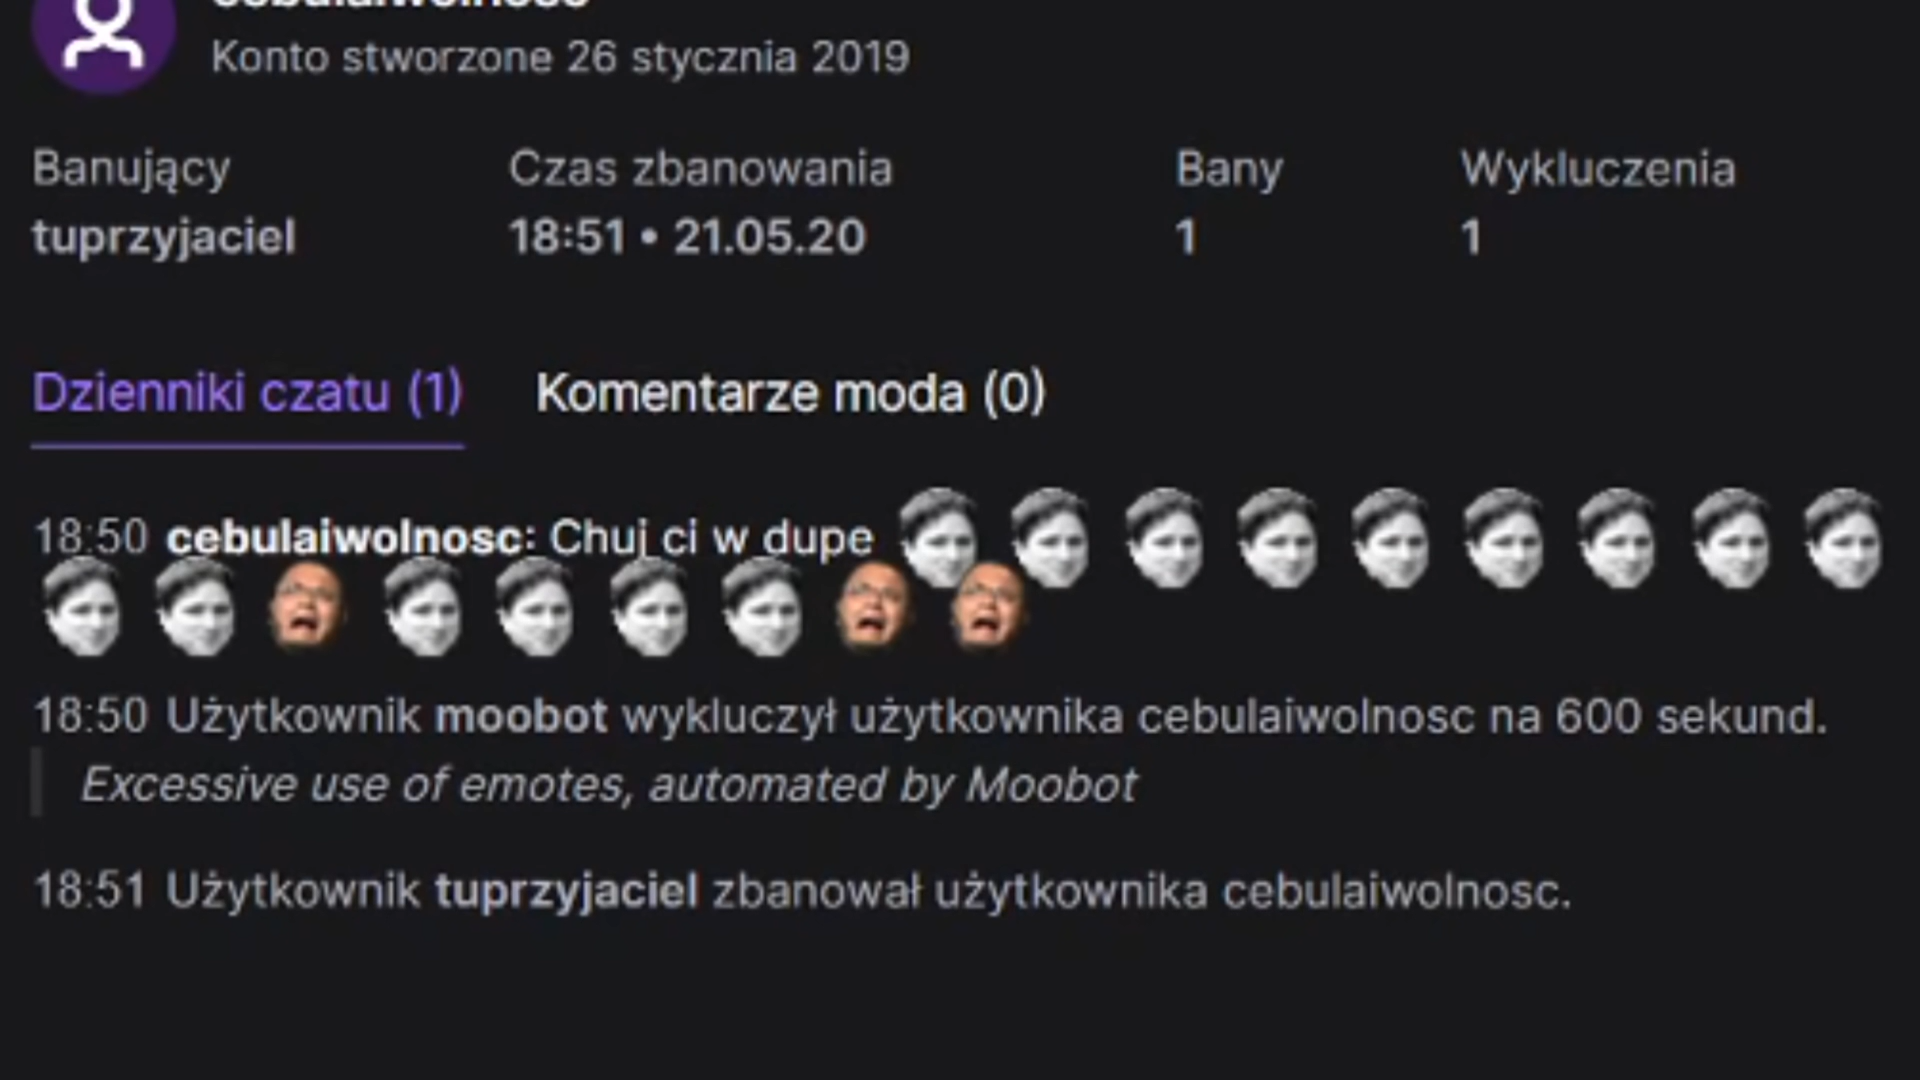 cebulaiwolnosc
Konto stworzone 26 stycznia 2019
Banujący Czas zbanowania Bany Wykluczenia
tuprzyjaciel 18:51 • 21.05.20 1 1
Dzienniki czatu (1) Komentarze moda (0)
18:50 cebulaiwolnosc: Chuj ci w dupe
18:50 Użytkownik moobot wykluczył użytkownika cebulaiwolnosc na 600 sekund.
Excessive use of emotes, automated by Moobot
18:51 Użytkownik tuprzyjaciel zbanował użytkownika cebulaiwolnosc.